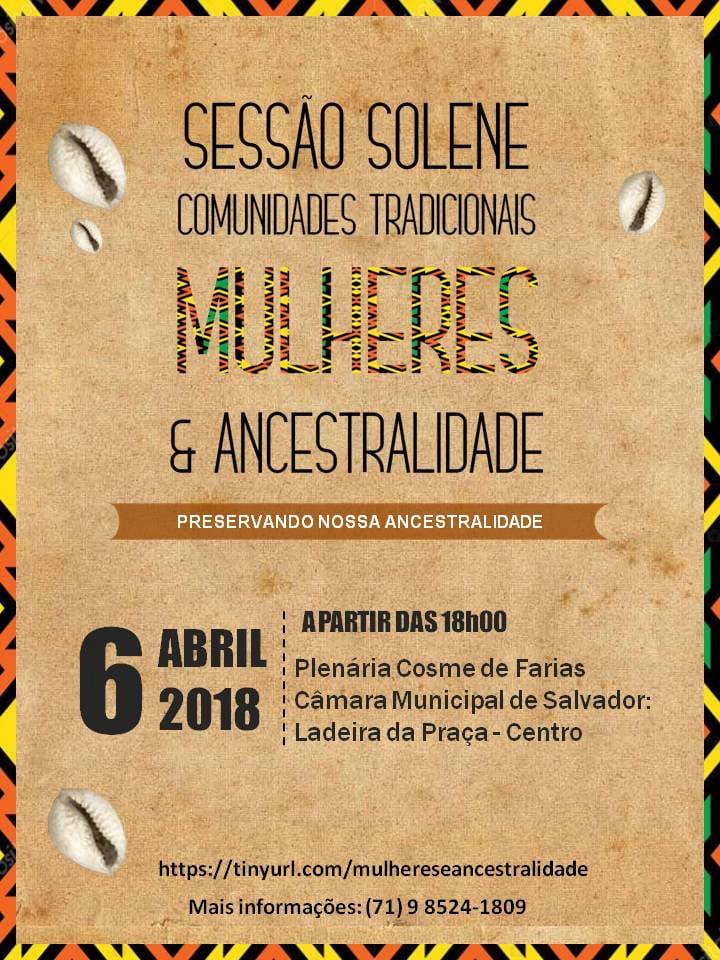 SESSÃO SOLENE
COMUNIDADES TRADICIONAIS
MULHERES
& ANCESTRALIDADE
PRESERVANDO NOSSA ANCESTRALIDADE
6 ABRIL
2018
A PARTIR DAS 18h00
Plenária Cosme de Farias
Câmara Municipal de Salvador:
Ladeira da Praça - Centro
https://tinyurl.com/mulhereseancestralidade
Mais informações: (71) 9 8524-1809